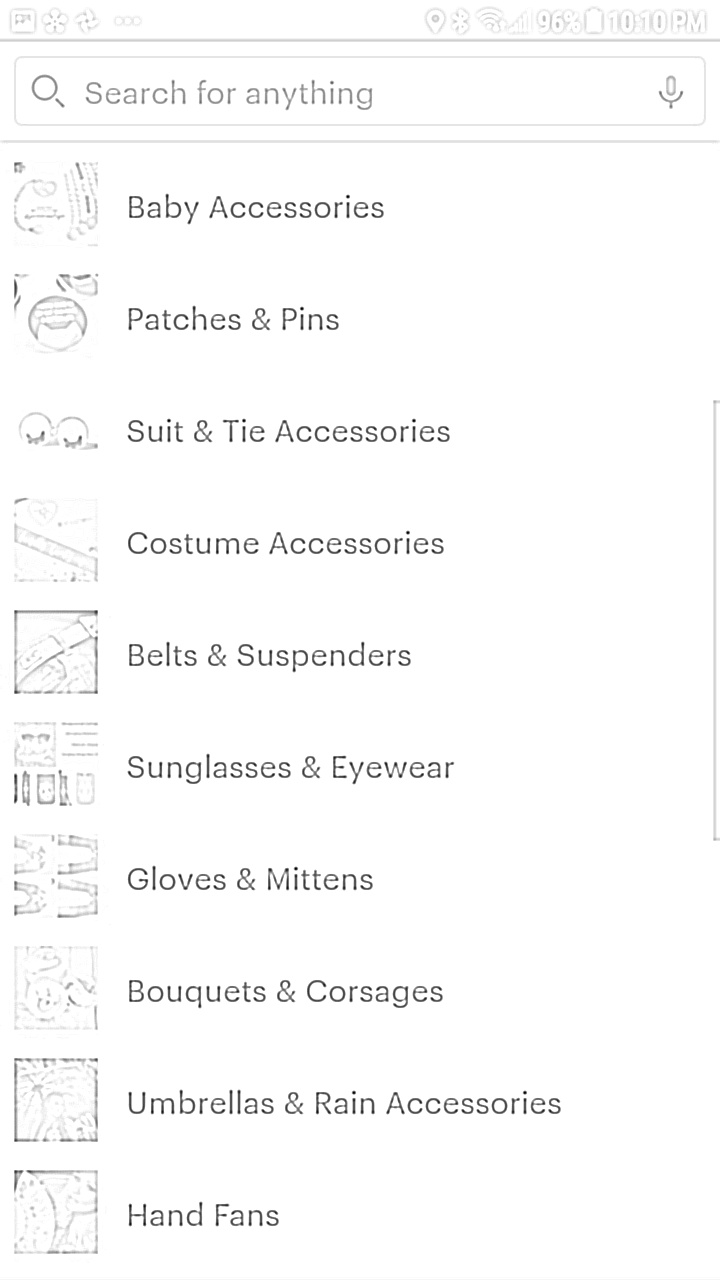 96% 10:10 PM
Search for anything
Baby Accessories
Patches & Pins
Suit & Tie Accessories
Costume Accessories
Belts & Suspenders
Sunglasses & Eyewear
Gloves & Mittens
Bouquets & Corsages
Umbrellas & Rain Accessories
Hand Fans